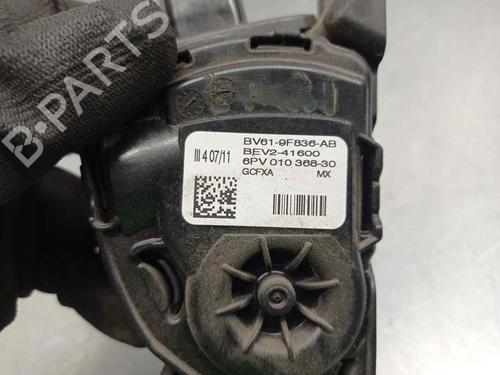 B-PARTS
BV61-9F836-AB
III 4 07/11
BEV2-41600
6PV 010 368-30
GCFXA MX